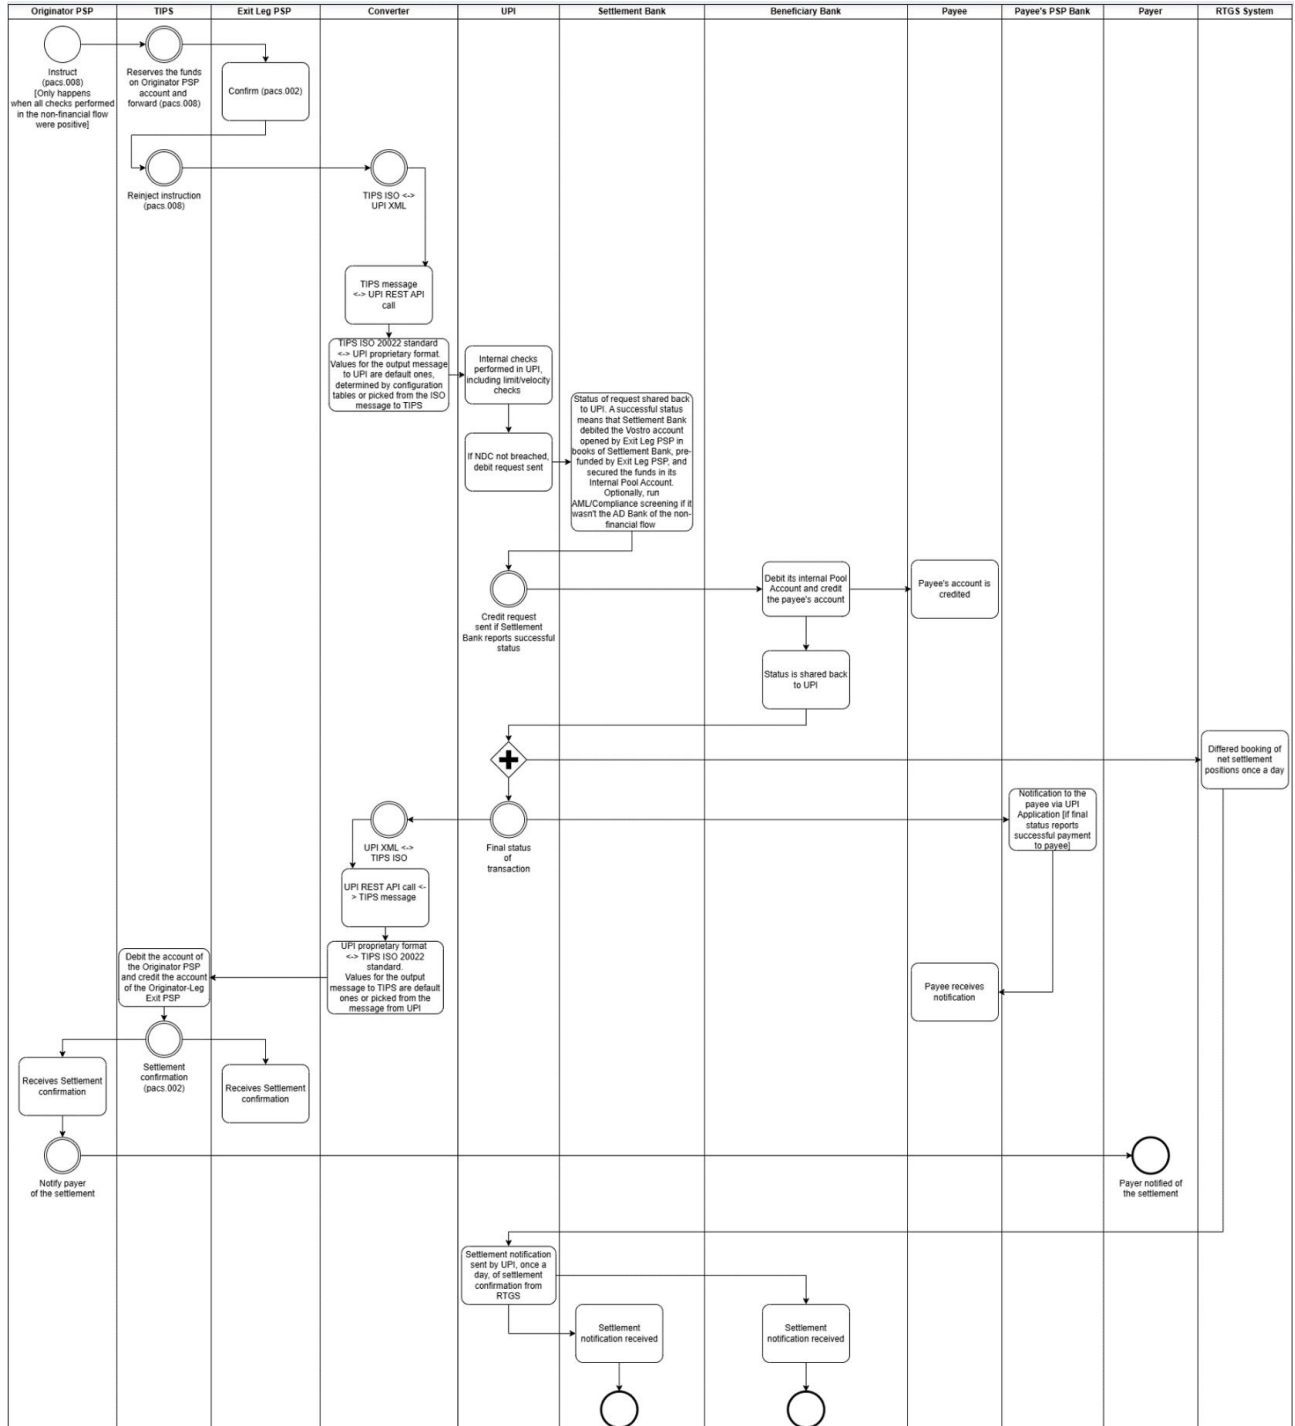 Originator PSP
TIPS
Exit Leg PSP
Converter
UPI
Settlement Bank
Beneficiary Bank
Payee
Payee's PSP Bank
Payer
RTGS System
Instruct
(pacs.008)
[Only happens
when all checks performed
in the non-financial flow
were positive]
Reserves the funds
on Originator PSP
account and
forward (pacs.008)
Confirm (pacs.002)
Reinject instruction
(pacs.008)
TIPS ISO <->
UPI XML
TIPS message
<-> UPI REST API
call
TIPS ISO 20022 standard
<-> UPI proprietary format.
Values for the output message
to UPI are default ones,
determined by configuration
tables or picked from the ISO
message to TIPS
Internal checks
performed in UPI,
including limit/velocity
checks
If NDC not breached,
debit request sent
Status of request shared back
to UPI. A successful status
means that Settlement Bank
debited the Vostro account
opened by Exit Leg PSP in
books of Settlement Bank, pre-
funded by Exit Leg PSP, and
secured the funds in its
Internal Pool Account.
Optionally, run
AML/Compliance screening if it
wasn't the AD Bank of the non-
financial flow
Credit request
sent if Settlement
Bank reports successful
status
Debit its internal Pool
Account and credit
the payee's account
Payee's account is
credited
Status is shared back
to UPI
Differed booking of
net settlement
positions once a day
Notification to the
payee via UPI
Application [if final
status reports
successful payment
to payee]
Final status
of
transaction
UPI XML <->
TIPS ISO
UPI REST API call <-
> TIPS message
UPI proprietary format
<-> TIPS ISO 20022
standard.
Values for the output
message to TIPS are default
ones or picked from the
message from UPI
Debit the account of
the Originator PSP
and credit the account
of the Originator-Leg
Exit PSP
Payee receives
notification
Settlement
confirmation
(pacs.002)
Receives Settlement
confirmation
Receives Settlement
confirmation
Notify payer
of the settlement
Payer notified of
the settlement
Settlement notification
sent by UPI, once a
day, of settlement
confirmation from
RTGS
Settlement
notification received
Settlement
notification received